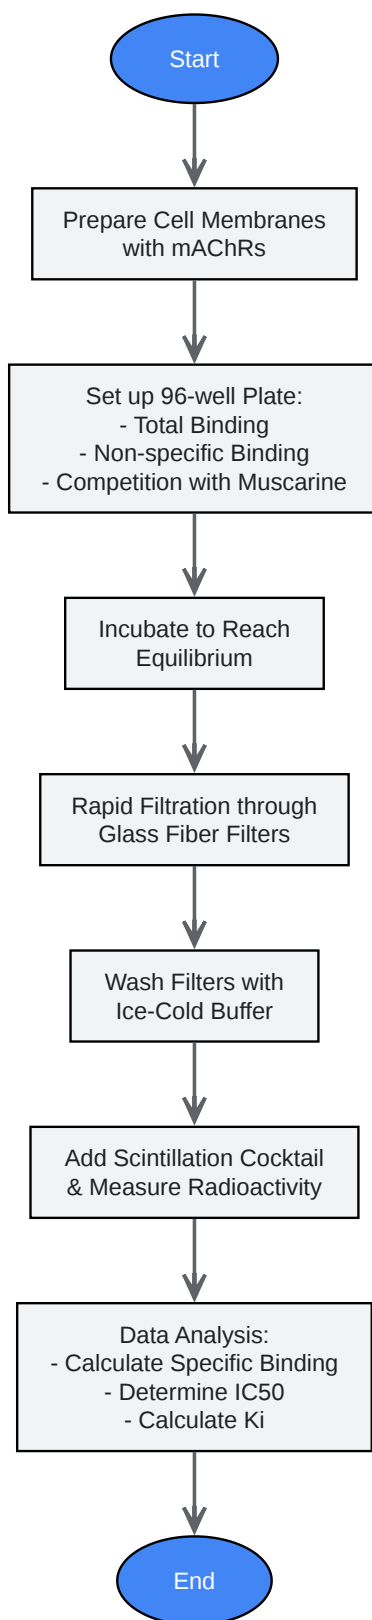 Start
Prepare Cell Membranes
with mAChRs
Set up 96-well Plate:
- Total Binding
- Non-specific Binding
- Competition with Muscarine
Incubate to Reach
Equilibrium
Rapid Filtration through
Glass Fiber Filters
Wash Filters with
Ice-Cold Buffer
Add Scintillation Cocktail
& Measure Radioactivity
Data Analysis:
- Calculate Specific Binding
- Determine IC50
- Calculate Ki
End